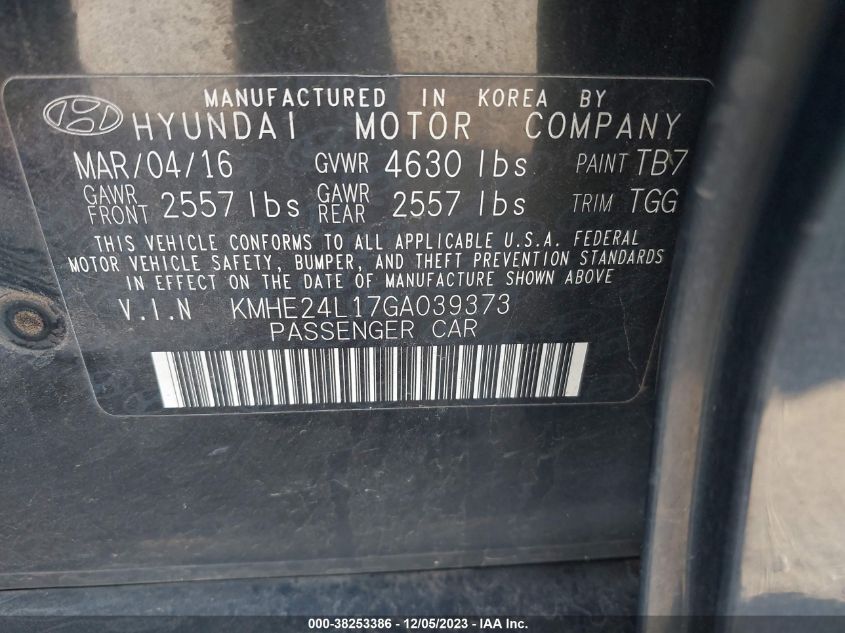 MANUFACTURED IN KOREA BY
HYUNDAI MOTOR COMPANY
MAR/04/16 GVWR 4630 lbs PAINT TB7
GAWR FRONT 2557 lbs GAWR REAR 2557 lbs TRIM TGG
THIS VEHICLE CONFORMS TO ALL APPLICABLE U.S.A. FEDERAL
MOTOR VEHICLE SAFETY, BUMPER, AND THEFT PREVENTION STANDARDS
IN EFFECT ON THE DATE OF MANUFACTURE SHOWN ABOVE
V.I.N KMHE24L17GA039373
PASSENGER CAR
000-38253386 - 12/05/2023 - IAA Inc.